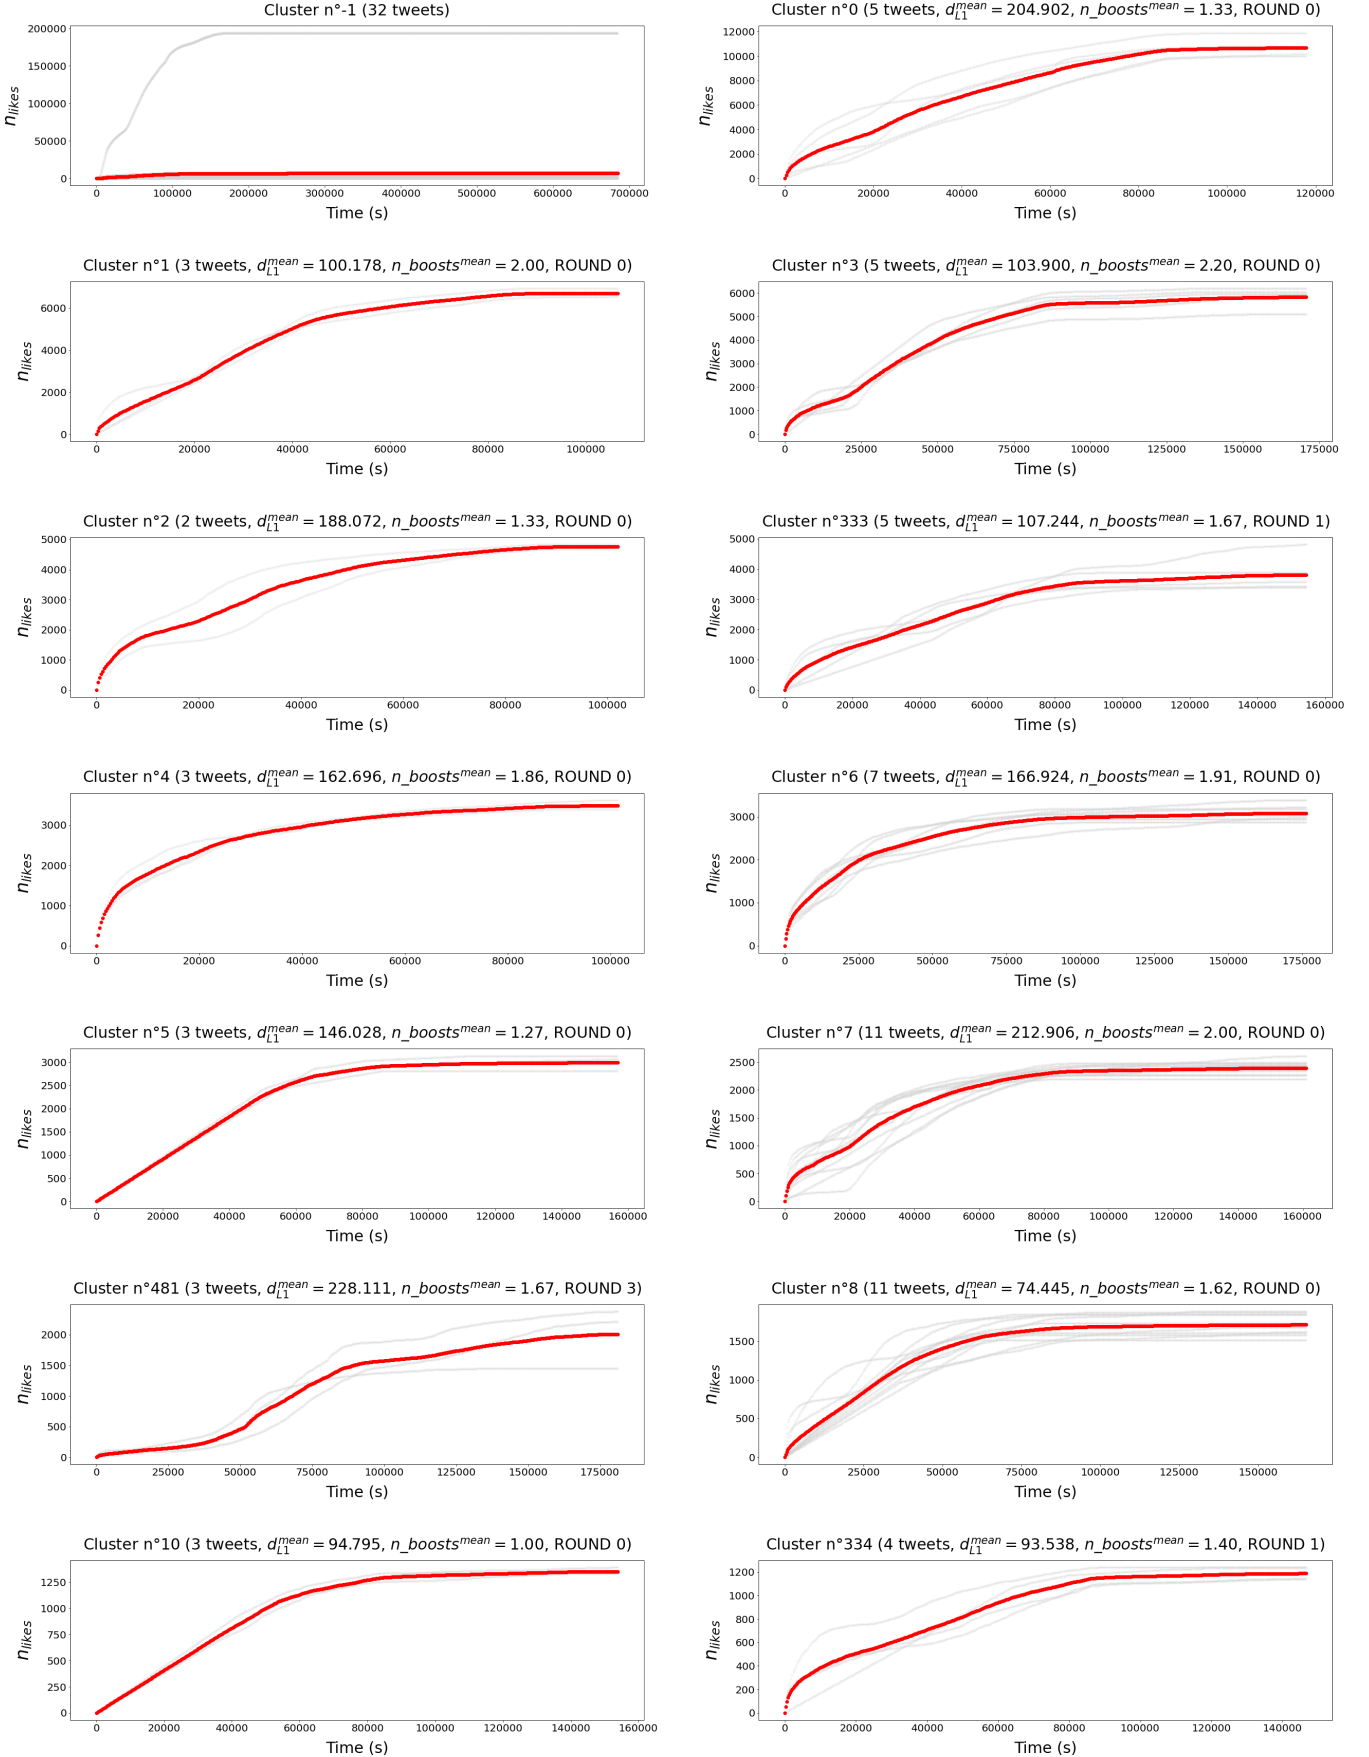 Cluster n°-1 (32 tweets)
n_likes
200000
150000
100000
50000
0
0 100000 200000 300000 400000 500000 600000 700000
Time (s)
Cluster n°0 (5 tweets, d_L1^mean = 204.902, n_boosts^mean = 1.33, ROUND 0)
n_likes
12000
10000
8000
6000
4000
2000
0
0 20000 40000 60000 80000 100000 120000
Time (s)
Cluster n°1 (3 tweets, d_L1^mean = 100.178, n_boosts^mean = 2.00, ROUND 0)
n_likes
6000
4000
2000
0
0 20000 40000 60000 80000 100000
Time (s)
Cluster n°3 (5 tweets, d_L1^mean = 103.900, n_boosts^mean = 2.20, ROUND 0)
n_likes
6000
5000
4000
3000
2000
1000
0
0 25000 50000 75000 100000 125000 150000 175000
Time (s)
Cluster n°2 (2 tweets, d_L1^mean = 188.072, n_boosts^mean = 1.33, ROUND 0)
n_likes
5000
4000
3000
2000
1000
0
0 20000 40000 60000 80000 100000
Time (s)
Cluster n°333 (5 tweets, d_L1^mean = 107.244, n_boosts^mean = 1.67, ROUND 1)
n_likes
5000
4000
3000
2000
1000
0
0 20000 40000 60000 80000 100000 120000 140000 160000
Time (s)
Cluster n°4 (3 tweets, d_L1^mean = 162.696, n_boosts^mean = 1.86, ROUND 0)
n_likes
3000
2000
1000
0
0 20000 40000 60000 80000 100000
Time (s)
Cluster n°6 (7 tweets, d_L1^mean = 166.924, n_boosts^mean = 1.91, ROUND 0)
n_likes
3000
2000
1000
0
0 25000 50000 75000 100000 125000 150000 175000
Time (s)
Cluster n°5 (3 tweets, d_L1^mean = 146.028, n_boosts^mean = 1.27, ROUND 0)
n_likes
3000
2500
2000
1500
1000
500
0
0 20000 40000 60000 80000 100000 120000 140000 160000
Time (s)
Cluster n°7 (11 tweets, d_L1^mean = 212.906, n_boosts^mean = 2.00, ROUND 0)
n_likes
2500
2000
1500
1000
500
0
0 20000 40000 60000 80000 100000 120000 140000 160000
Time (s)
Cluster n°481 (3 tweets, d_L1^mean = 228.111, n_boosts^mean = 1.67, ROUND 3)
n_likes
2000
1500
1000
500
0
0 25000 50000 75000 100000 125000 150000 175000
Time (s)
Cluster n°8 (11 tweets, d_L1^mean = 74.445, n_boosts^mean = 1.62, ROUND 0)
n_likes
1500
1000
500
0
0 25000 50000 75000 100000 125000 150000
Time (s)
Cluster n°10 (3 tweets, d_L1^mean = 94.795, n_boosts^mean = 1.00, ROUND 0)
n_likes
1250
1000
750
500
250
0
0 20000 40000 60000 80000 100000 120000 140000 160000
Time (s)
Cluster n°334 (4 tweets, d_L1^mean = 93.538, n_boosts^mean = 1.40, ROUND 1)
n_likes
1200
1000
800
600
400
200
0
0 20000 40000 60000 80000 100000 120000 140000
Time (s)